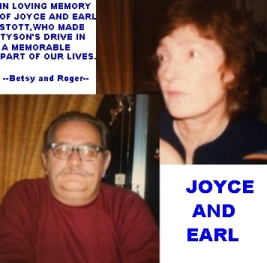 IN LOVING MEMORY
OF JOYCE AND EARL
STOTT,WHO MADE
TYSON'S DRIVE IN
A MEMORABLE
PART OF OUR LIVES.
--Betsy and Roger--
JOYCE
AND
EARL